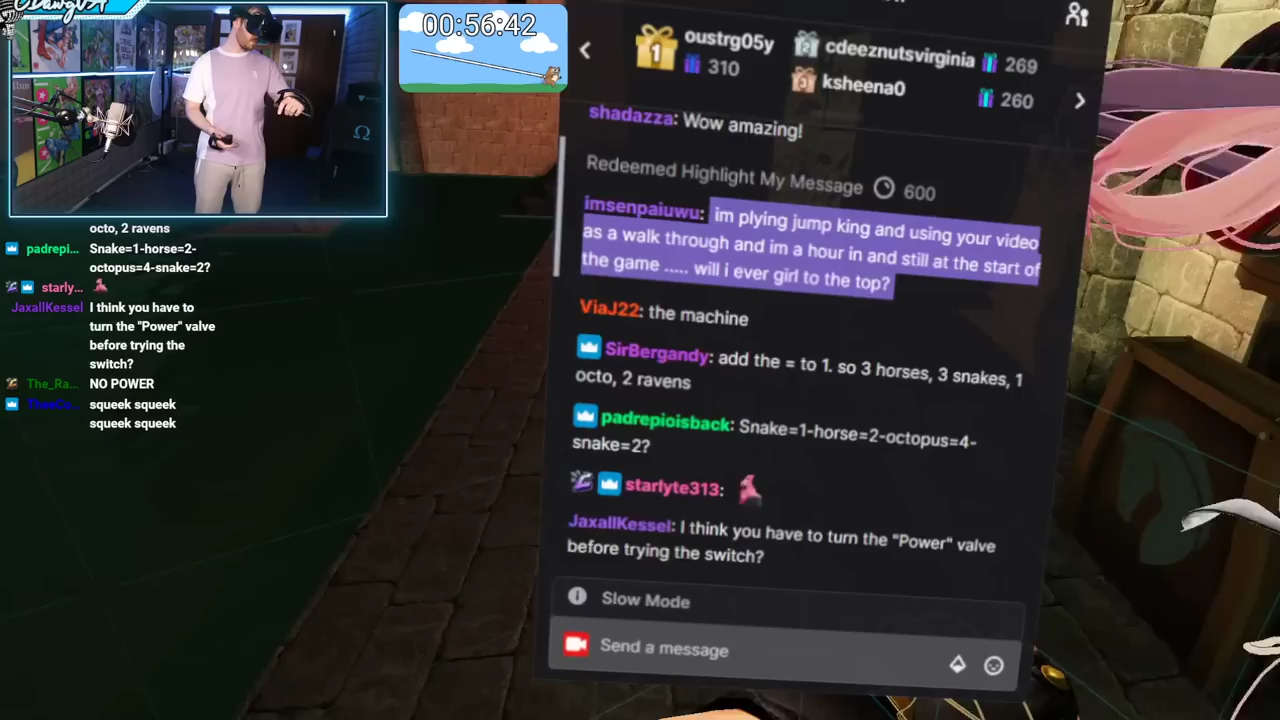 CDawgVA
00:56:42
octo, 2 ravens
padrepi... Snake=1-horse=2-
octopus=4-snake=2?
starly...
JaxallKessel I think you have to
turn the "Power" valve
before trying the
switch?
The_Ra... NO POWER
squeek squeek
squeek squeek
1 oustrg05y 310
2 cdeeznutsvirginia 269
3 ksheena0 260
shadazza: Wow amazing!
Redeemed Highlight My Message 600
imsenpaiuwu: im plying jump king and using your video
as a walk through and im a hour in and still at the start of
the game ..... will i ever girl to the top?
ViaJ22: the machine
SirBergandy: add the = to 1. so 3 horses, 3 snakes, 1
octo, 2 ravens
padrepioisback: Snake=1-horse=2-octopus=4-
snake=2?
starlyte313:
JaxallKessel: I think you have to turn the "Power" valve
before trying the switch?
Slow Mode
Send a message